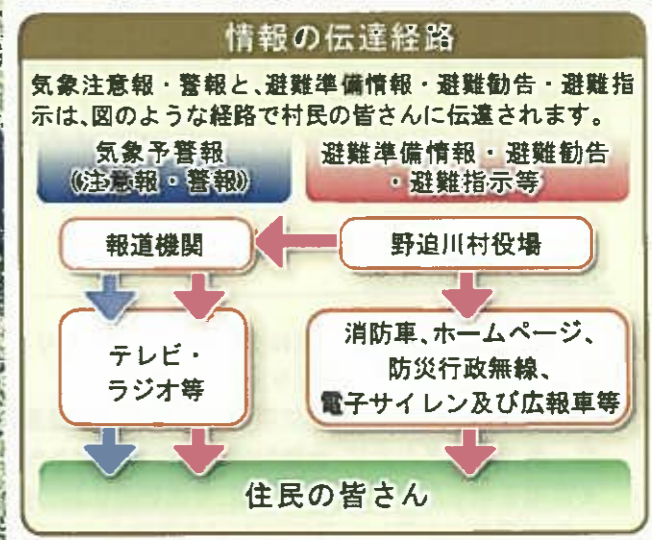 情報の伝達経路
気象注意報・警報と、避難準備情報・避難勧告・避難指
示は、図のような経路で村民の皆さんに伝達されます。
気象予警報
(注意報・警報)
避難準備情報・避難勧告
・避難指示等
報道機関
野迫川村役場
テレビ・
ラジオ等
消防車、ホームページ、
防災行政無線、
電子サイレン及び広報車等
住民の皆さん